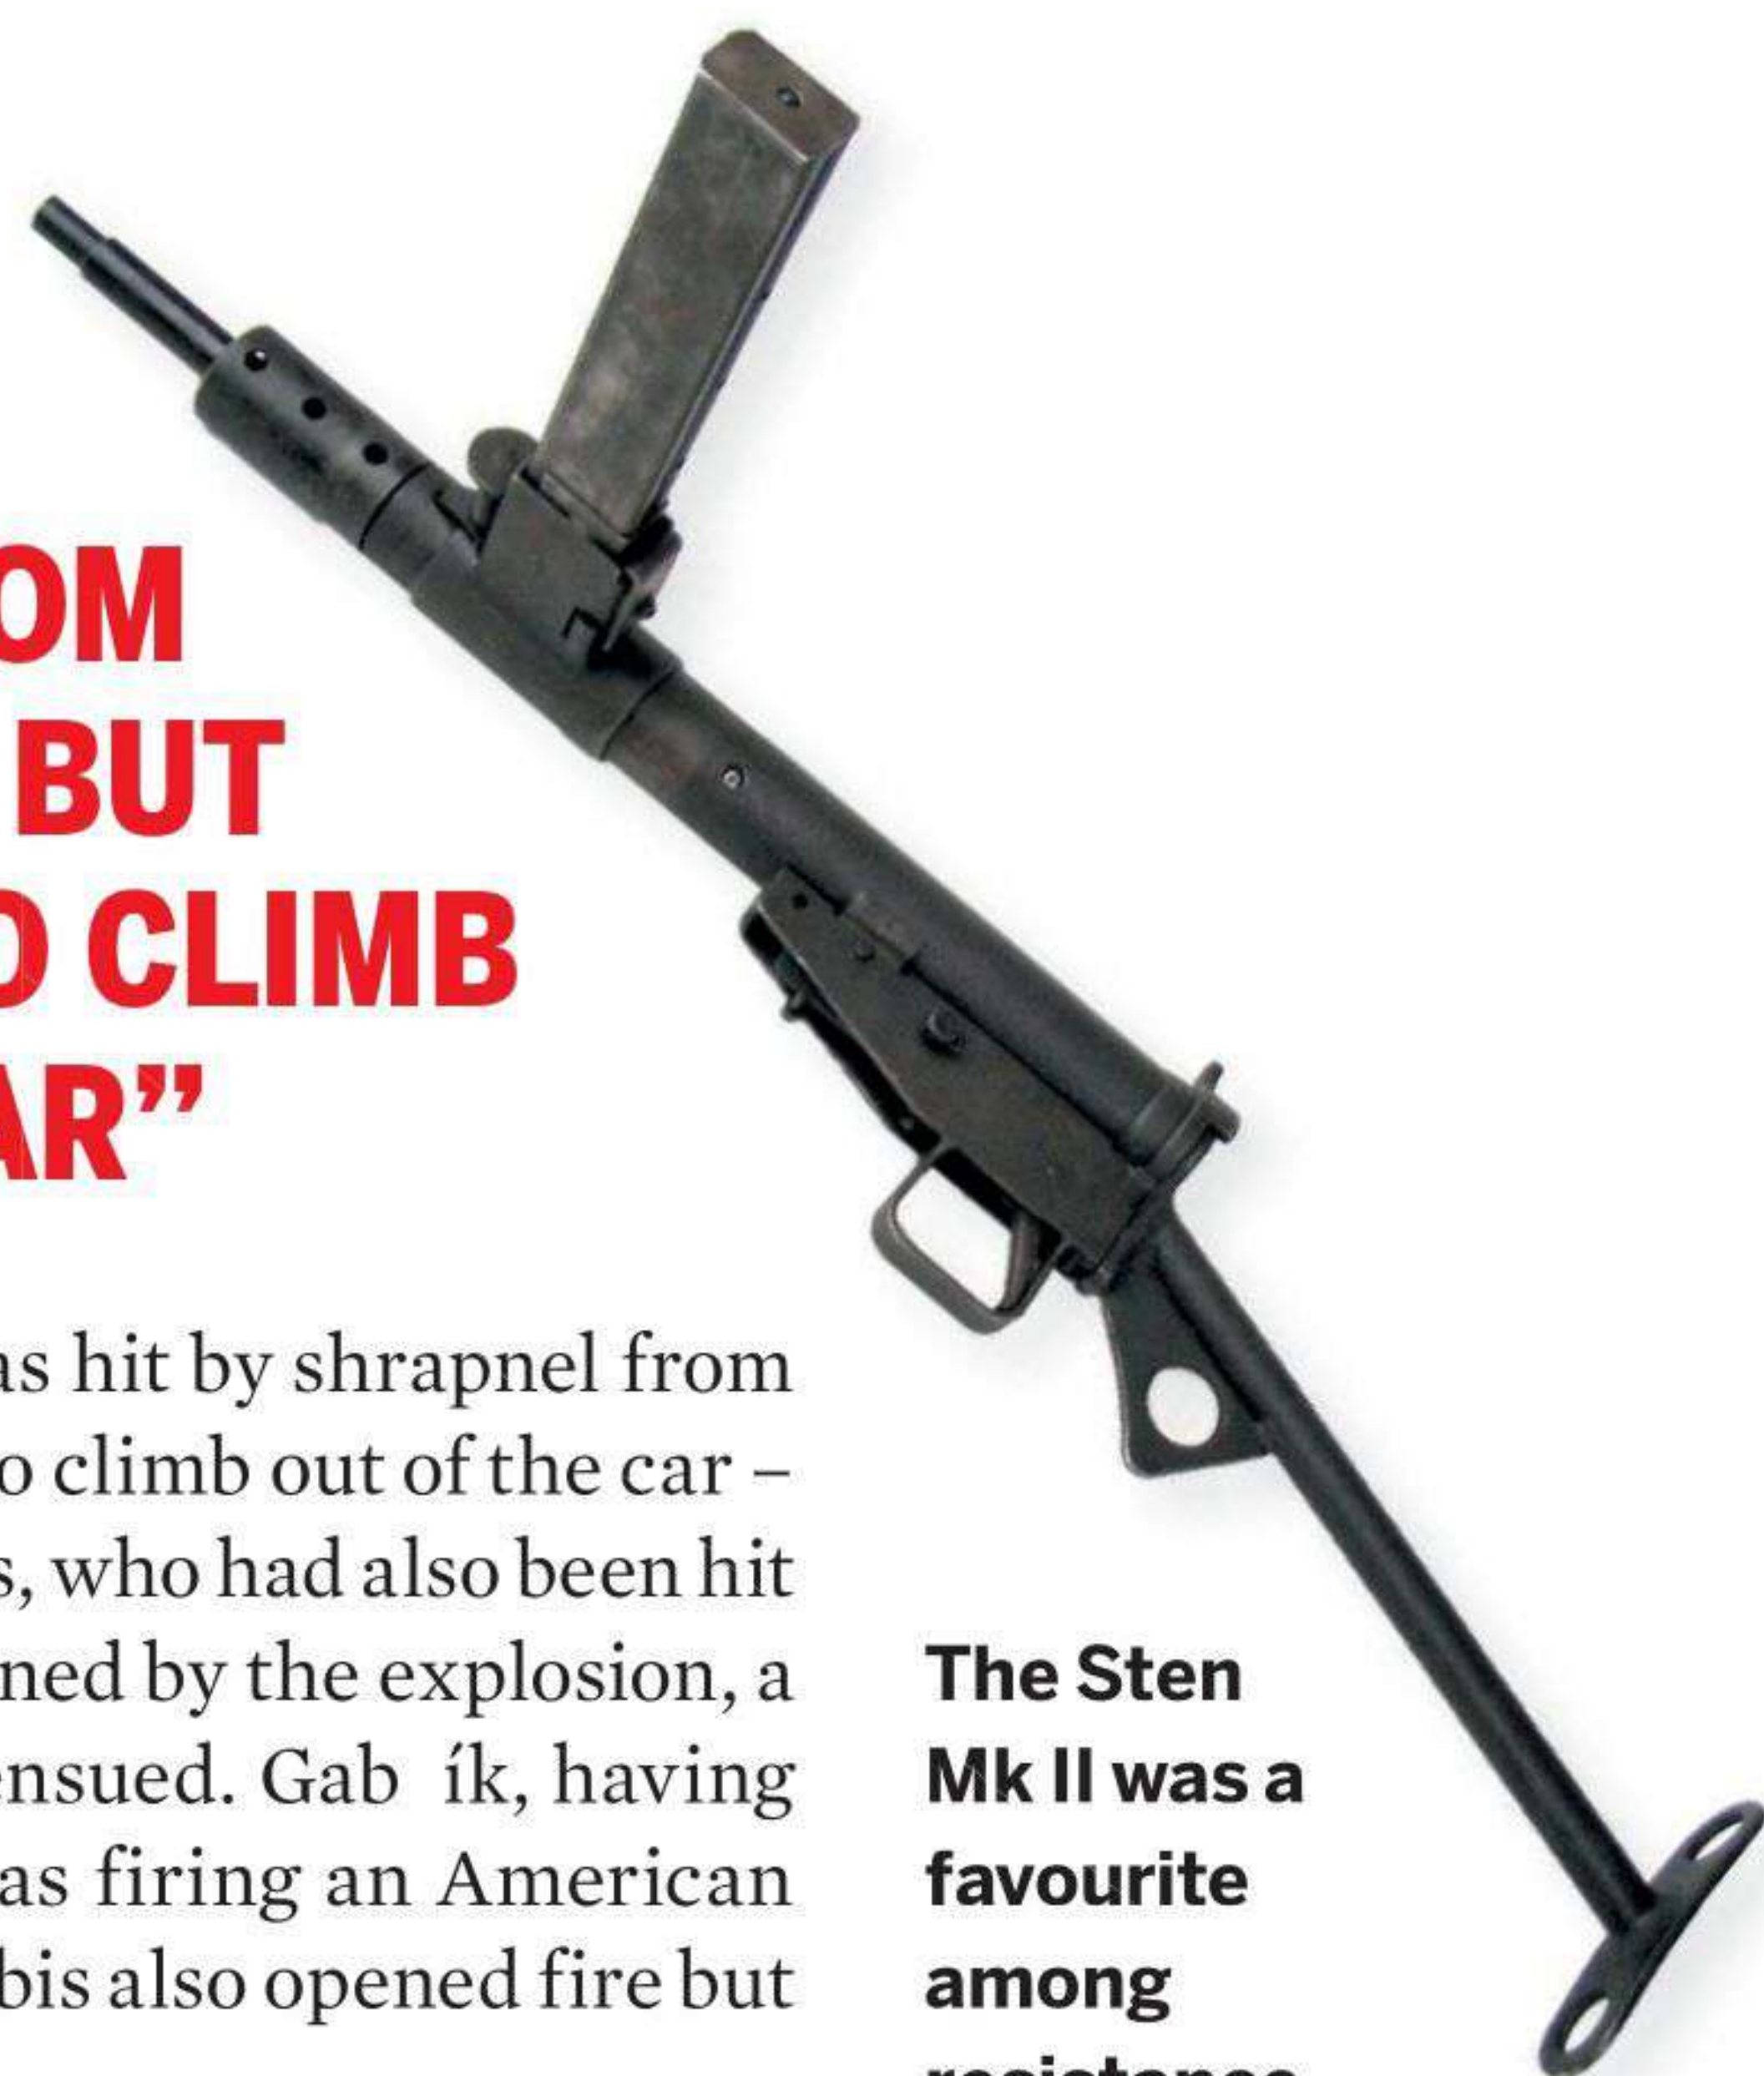 OM
BUT
CLIMB
AR”
as hit by shrapnel from
o climb out of the car –
s, who had also been hit
ned by the explosion, a
ensued. Gab ík, having
as firing an American
bis also opened fire but
The Sten
Mk II was a
favourite
among